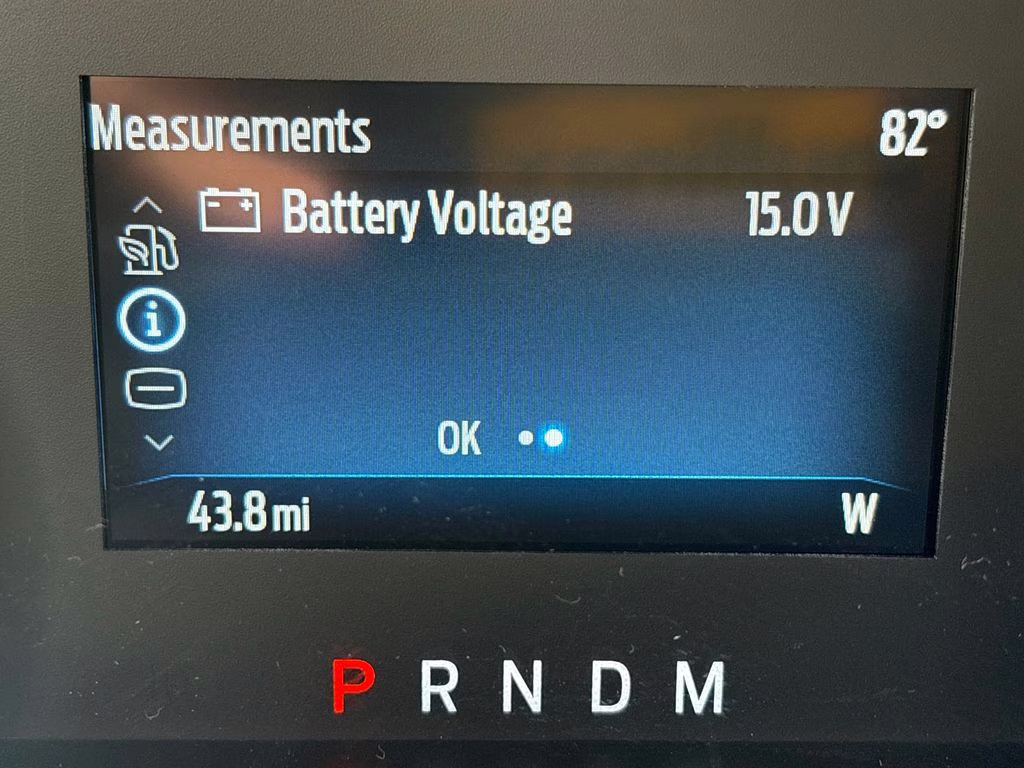 Measurements 82°
Battery Voltage 15.0 V
OK
43.8 mi W
P R N D M